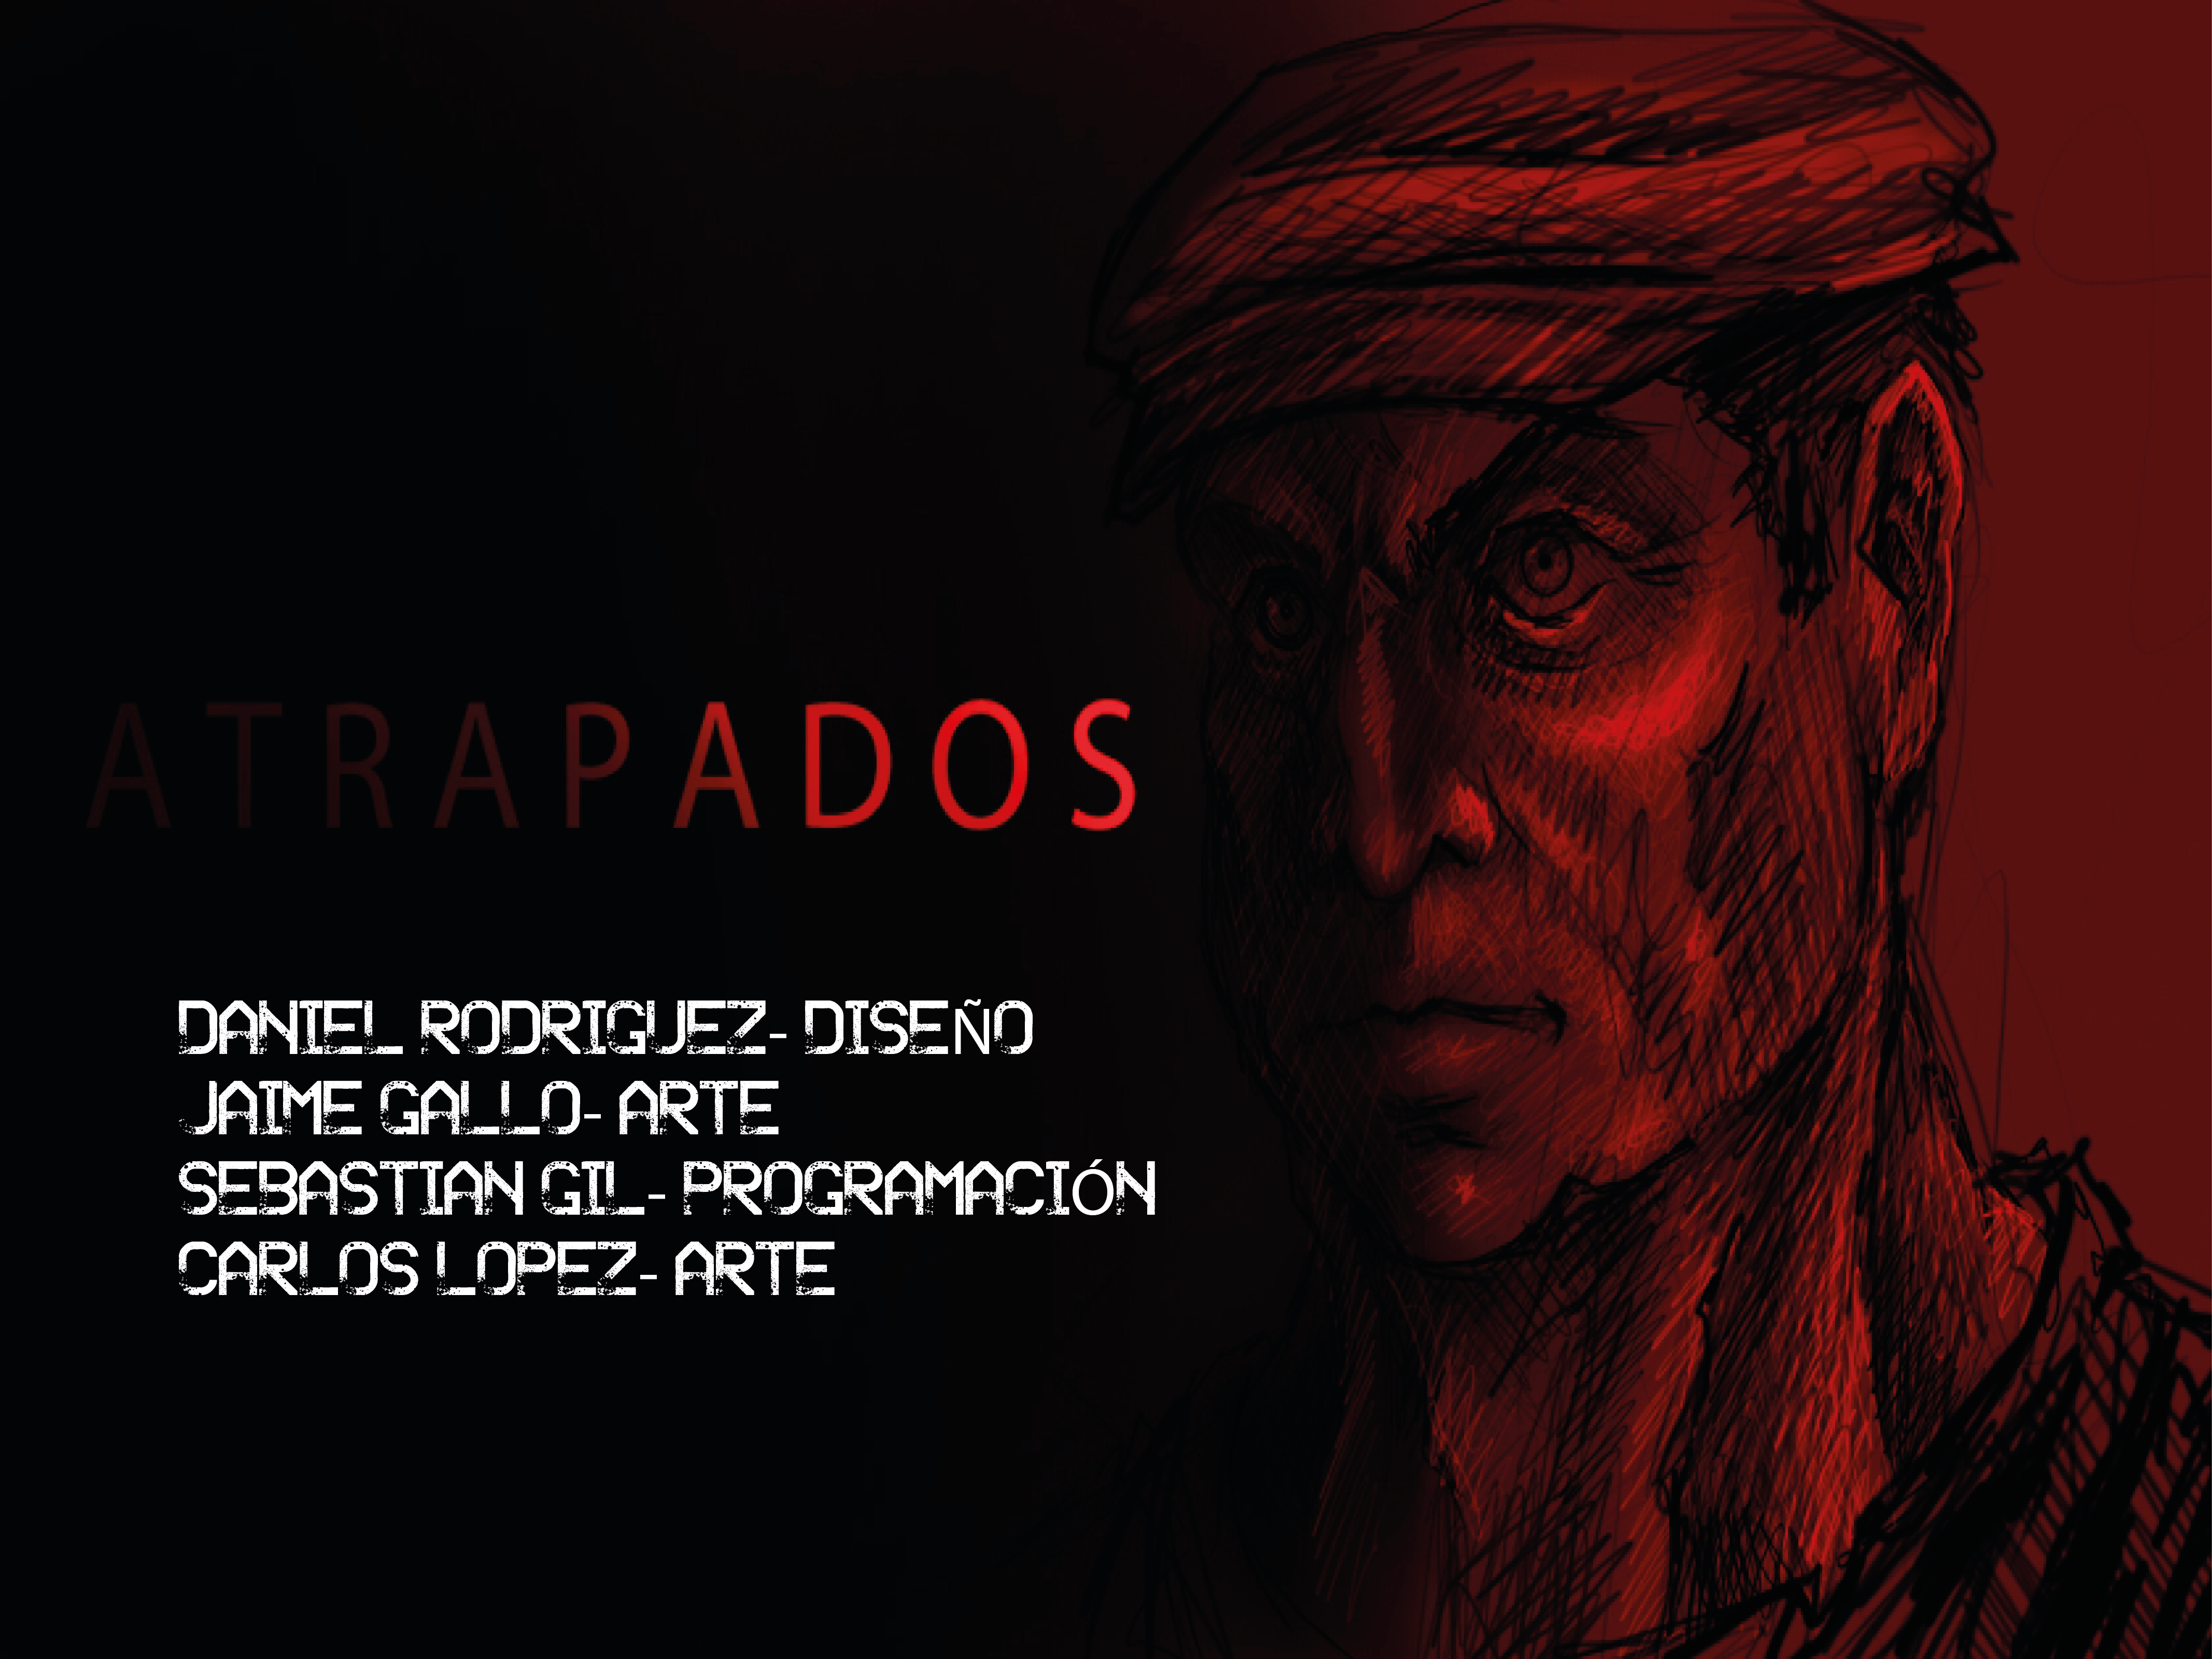 ATRAPADOS
DANIEL RODRIGUEZ- DISEÑO
JAIME GALLO- ARTE
SEBASTIAN GIL- PROGRAMACIÓN
CARLOS LOPEZ- ARTE